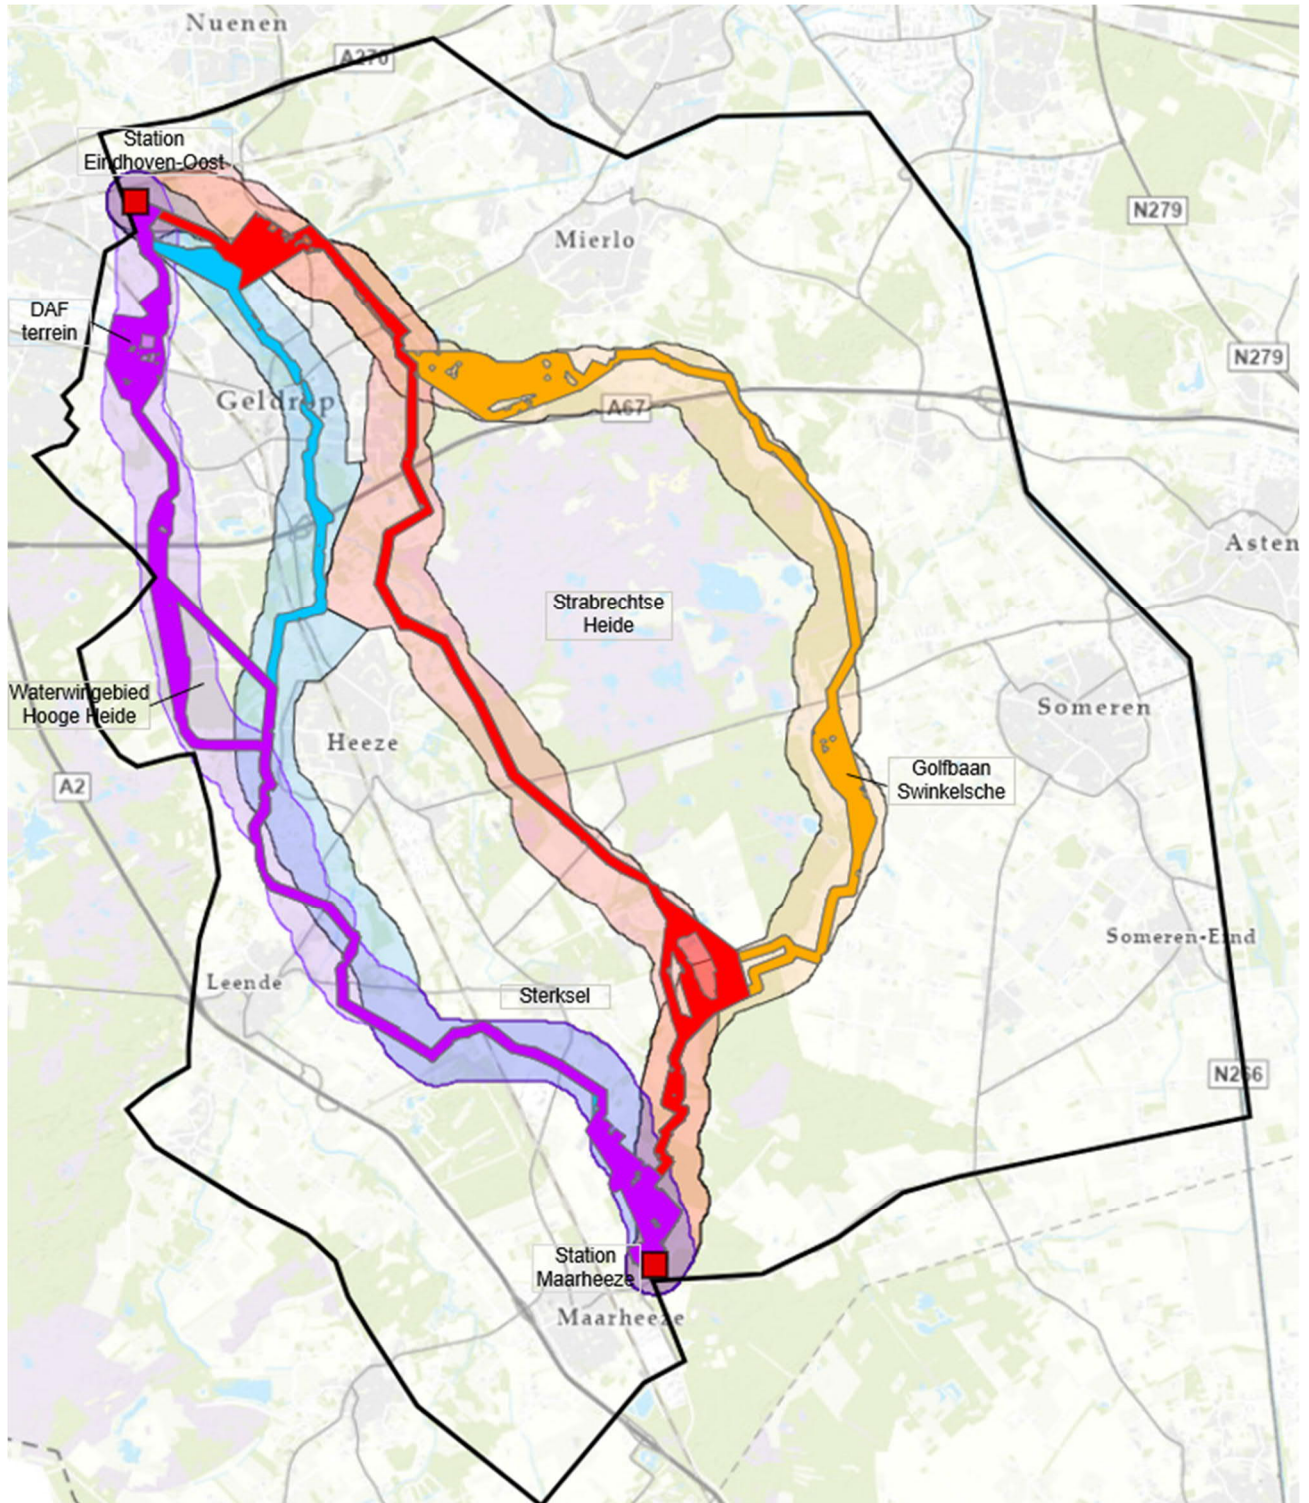 Nuenen
A270
Station
Eindhoven-Oost
N279
Mierlo
DAF
terrein
N279
Geldrop
A67
Asten
Strabrechtse
Heide
Waterwingebied
Hooge Heide
Someren
Heeze
A2
Golfbaan
Swinkelsche
Someren-Eind
Leende
Sterksel
N266
Station
Maarheeze
Maarheeze